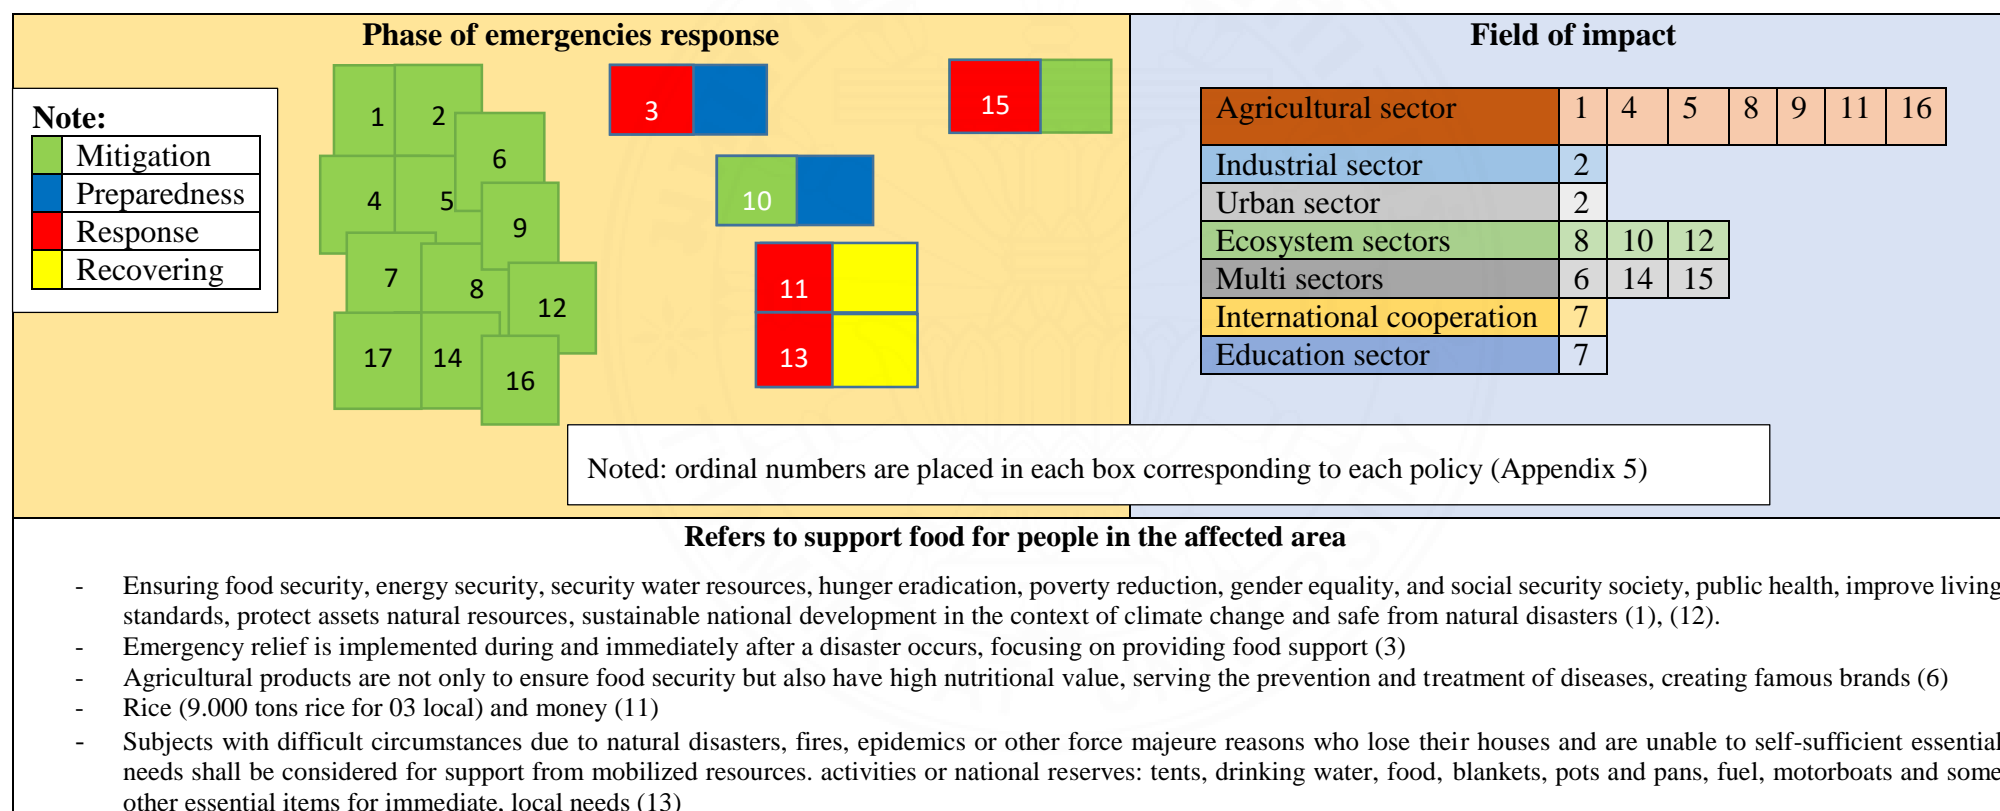 Phase of emergencies response
Note:
Mitigation
Preparedness
Response
Recovering
1 2
6
4 5
9
7 8
12
17 14
16
3
15
10
11
13
Field of impact
Agricultural sector 1 4 5 8 9 11 16
Industrial sector 2
Urban sector 2
Ecosystem sectors 8 10 12
Multi sectors 6 14 15
International cooperation 7
Education sector 7
Noted: ordinal numbers are placed in each box corresponding to each policy (Appendix 5)
Refers to support food for people in the affected area
- Ensuring food security, energy security, security water resources, hunger eradication, poverty reduction, gender equality, and social security society, public health, improve living
standards, protect assets natural resources, sustainable national development in the context of climate change and safe from natural disasters (1), (12).
- Emergency relief is implemented during and immediately after a disaster occurs, focusing on providing food support (3)
- Agricultural products are not only to ensure food security but also have high nutritional value, serving the prevention and treatment of diseases, creating famous brands (6)
- Rice (9.000 tons rice for 03 local) and money (11)
- Subjects with difficult circumstances due to natural disasters, fires, epidemics or other force majeure reasons who lose their houses and are unable to self-sufficient essential
needs shall be considered for support from mobilized resources. activities or national reserves: tents, drinking water, food, blankets, pots and pans, fuel, motorboats and some
other essential items for immediate, local needs (13)